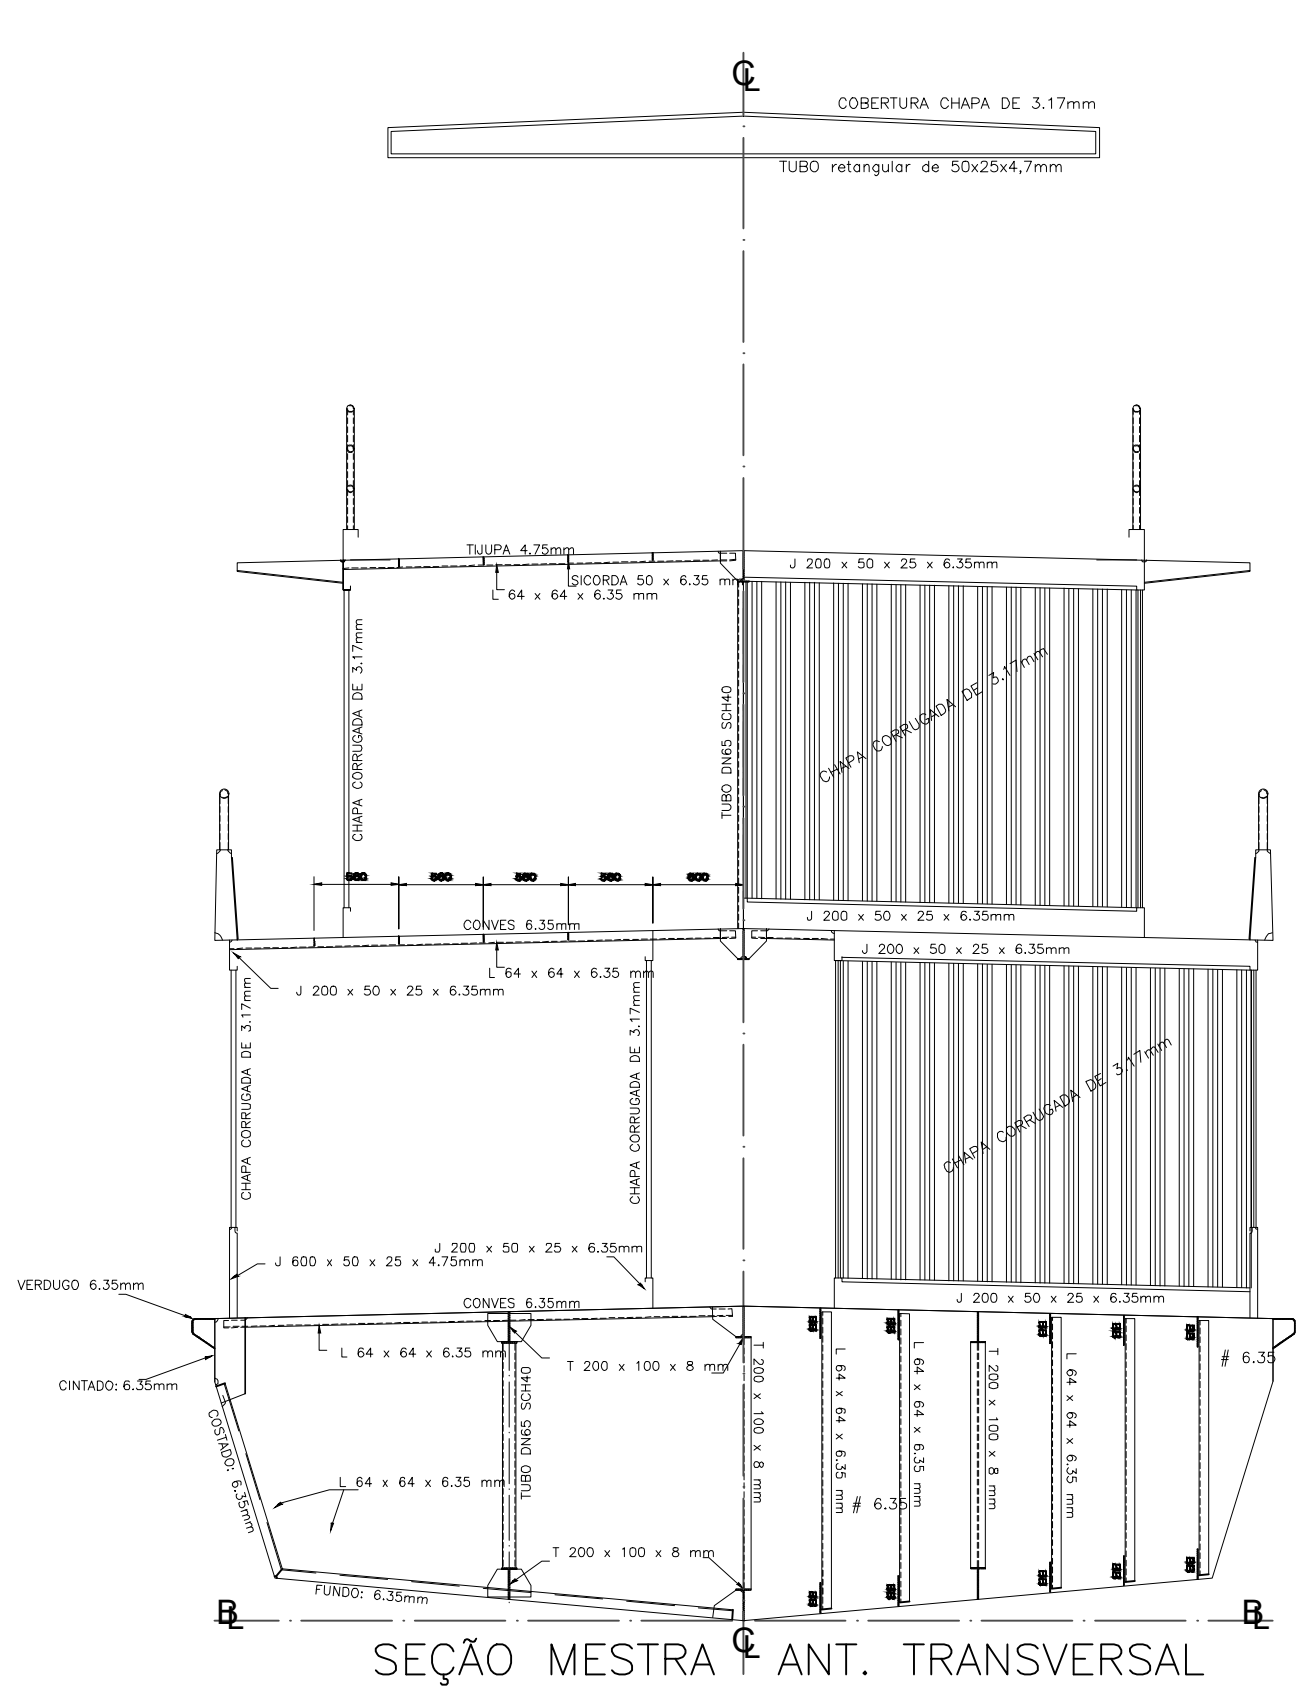 CL
COBERTURA CHAPA DE 3.17mm
TUBO retangular de 50x25x4,7mm
TIJUPA 4.75mm
J 200 x 50 x 25 x 6.35mm
SICORDA 50 x 6.35 mm
L 64 x 64 x 6.35 mm
CHAPA CORRUGADA DE 3.17mm
TUBO DN65 SCH40
CHAPA CORRUGADA DE 3.17mm
J 200 x 50 x 25 x 6.35mm
CONVES 6.35mm
J 200 x 50 x 25 x 6.35mm
L 64 x 64 x 6.35 mm
J 200 x 50 x 25 x 6.35mm
CHAPA CORRUGADA DE 3.17mm
CHAPA CORRUGADA DE 3.17mm
CHAPA CORRUGADA DE 3.17mm
J 200 x 50 x 25 x 6.35mm
J 600 x 50 x 25 x 4.75mm
VERDUGO 6.35mm
J 200 x 50 x 25 x 6.35mm
CONVES 6.35mm
L 64 x 64 x 6.35 mm
T 200 x 100 x 8 mm
# 6.35
CINTADO: 6.35mm
COSTADO: 6.35mm
TUBO DN65 SCH40
T 200 x 100 x 8 mm
L 64 x 64 x 6.35 mm
L 64 x 64 x 6.35 mm
T 200 x 100 x 8 mm
L 64 x 64 x 6.35 mm
L 64 x 64 x 6.35 mm
# 6.35
T 200 x 100 x 8 mm
FUNDO: 6.35mm
BL
BL
CL
SEÇÃO MESTRA ANT. TRANSVERSAL